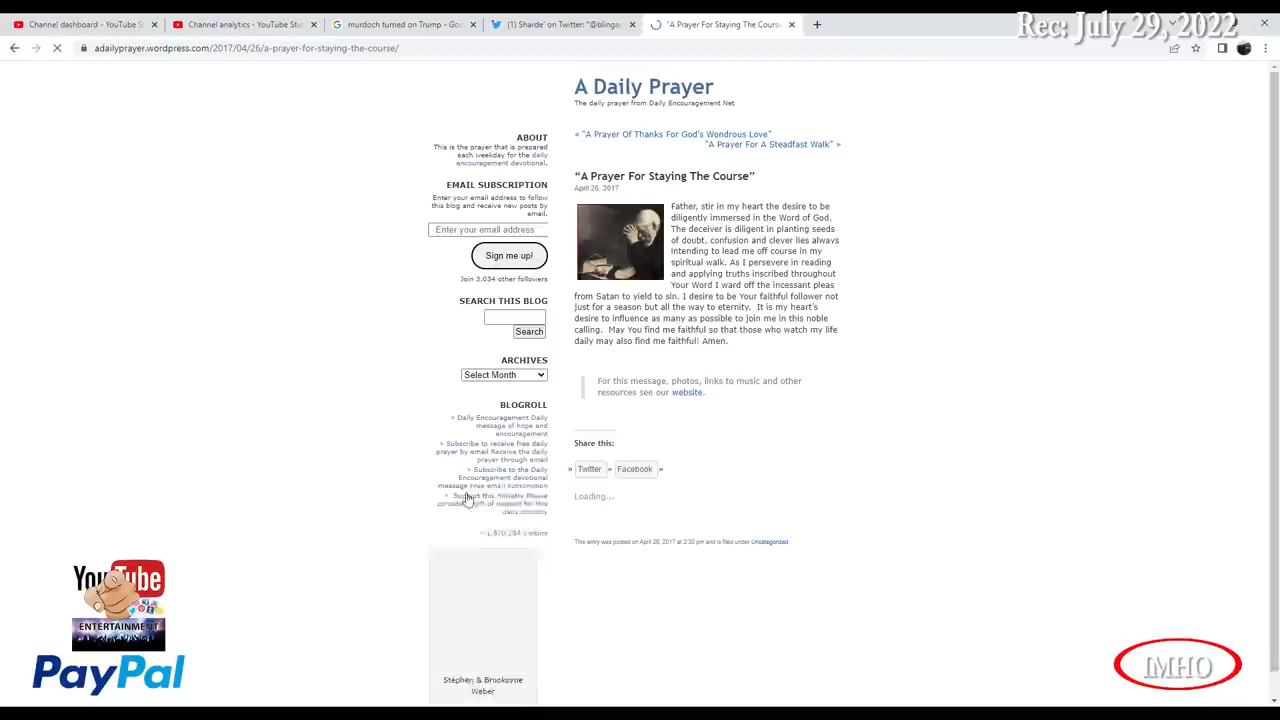 Channel dashboard - YouTube S
Channel analytics - YouTube Stu
murdoch turned on Trump - Goo
(1) Sharde' on Twitter: "@blinga
"A Prayer For Staying The Course
Rec: July 29, 2022
adailyprayer.wordpress.com/2017/04/26/a-prayer-for-staying-the-course/
A Daily Prayer
The daily prayer from Daily Encouragement Net
« "A Prayer Of Thanks For God's Wondrous Love"
"A Prayer For A Steadfast Walk" »
ABOUT
This is the prayer that is prepared
each weekday for the daily
encouragement devotional.
EMAIL SUBSCRIPTION
Enter your email address to follow
this blog and receive new posts by
email.
Enter your email address
Sign me up!
Join 3,034 other followers
SEARCH THIS BLOG
Search
ARCHIVES
Select Month
BLOGROLL
» Daily Encouragement Daily
message of hope and
encouragement
» Subscribe to receive free daily
prayer by email Receive the daily
prayer through email
» Subscribe to the Daily
Encouragement devotional
message Free email subscription
» Support this ministry Please
Stephen & Brooksyne
Weber
"A Prayer For Staying The Course"
April 26, 2017
Father, stir in my heart the desire to be
diligently immersed in the Word of God.
The deceiver is diligent in planting seeds
of doubt, confusion and clever lies always
intending to lead me off course in my
spiritual walk. As I persevere in reading
and applying truths inscribed throughout
Your Word I ward off the incessant pleas
from Satan to yield to sin. I desire to be Your faithful follower not
just for a season but all the way to eternity.  It is my heart's
desire to influence as many as possible to join me in this noble
calling.  May You find me faithful so that those who watch my life
daily may also find me faithful! Amen.
For this message, photos, links to music and other
resources see our website.
Share this:
» Twitter » Facebook »
Loading...
This entry was posted on April 26, 2017 at 2:30 pm and is filed under Uncategorized.
YouTube
ENTERTAINMENT
PayPal
IMHO